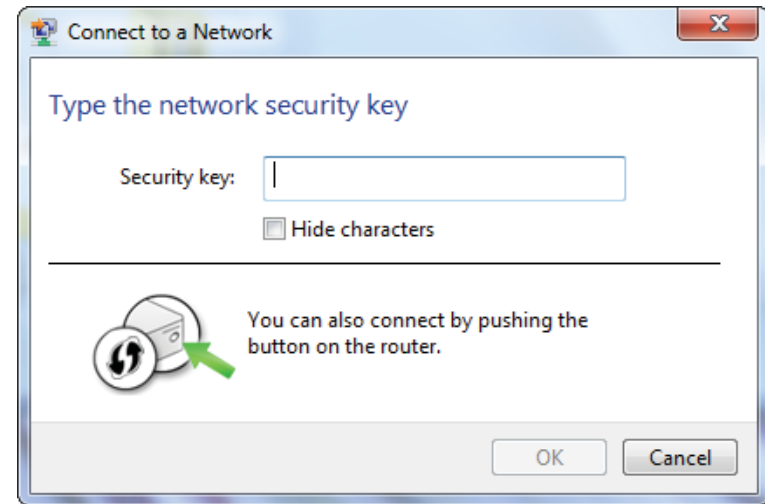 Connect to a Network
Type the network security key
Security key:
Hide characters
You can also connect by pushing the
button on the router.
OK
Cancel